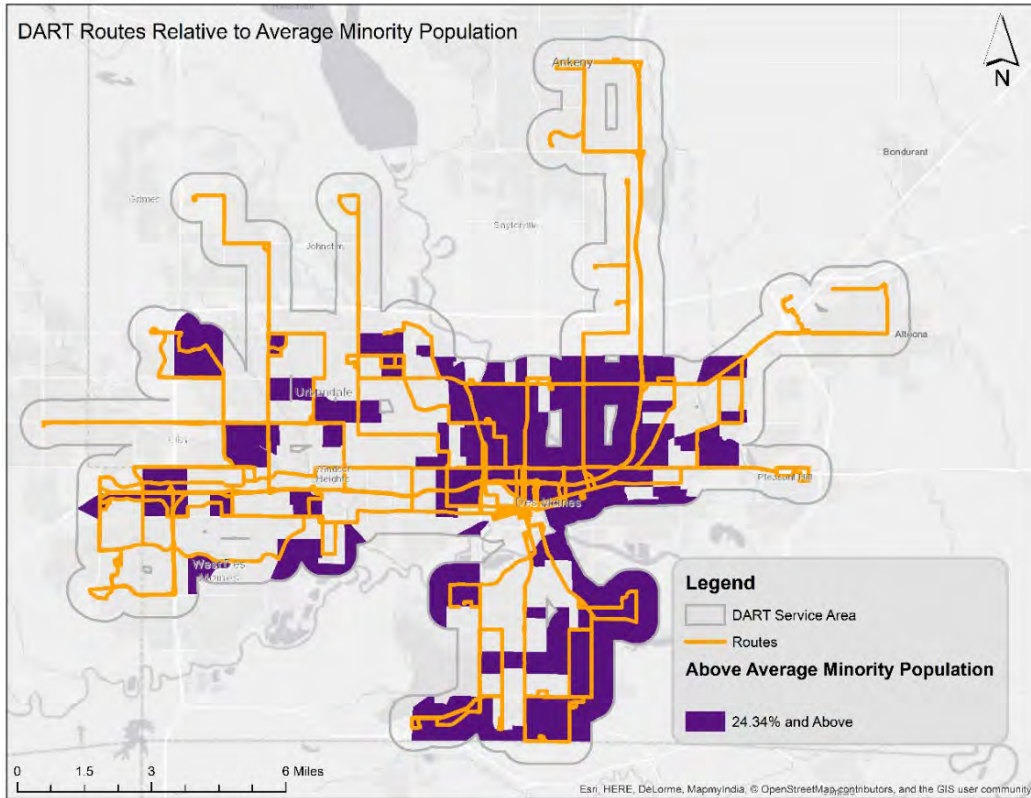 DART Routes Relative to Average Minority Population
N
Ankeny
Bondurant
Grimes
Saylorville
Johnston
Altoona
Urbandale
Windsor
Heights
Pleasant Hill
Des Moines
West Des
Moines
Legend
DART Service Area
Routes
Above Average Minority Population
24.34% and Above
0 1.5 3 6 Miles
Esri, HERE, DeLorme, MapmyIndia, © OpenStreetMap contributors, and the GIS user community